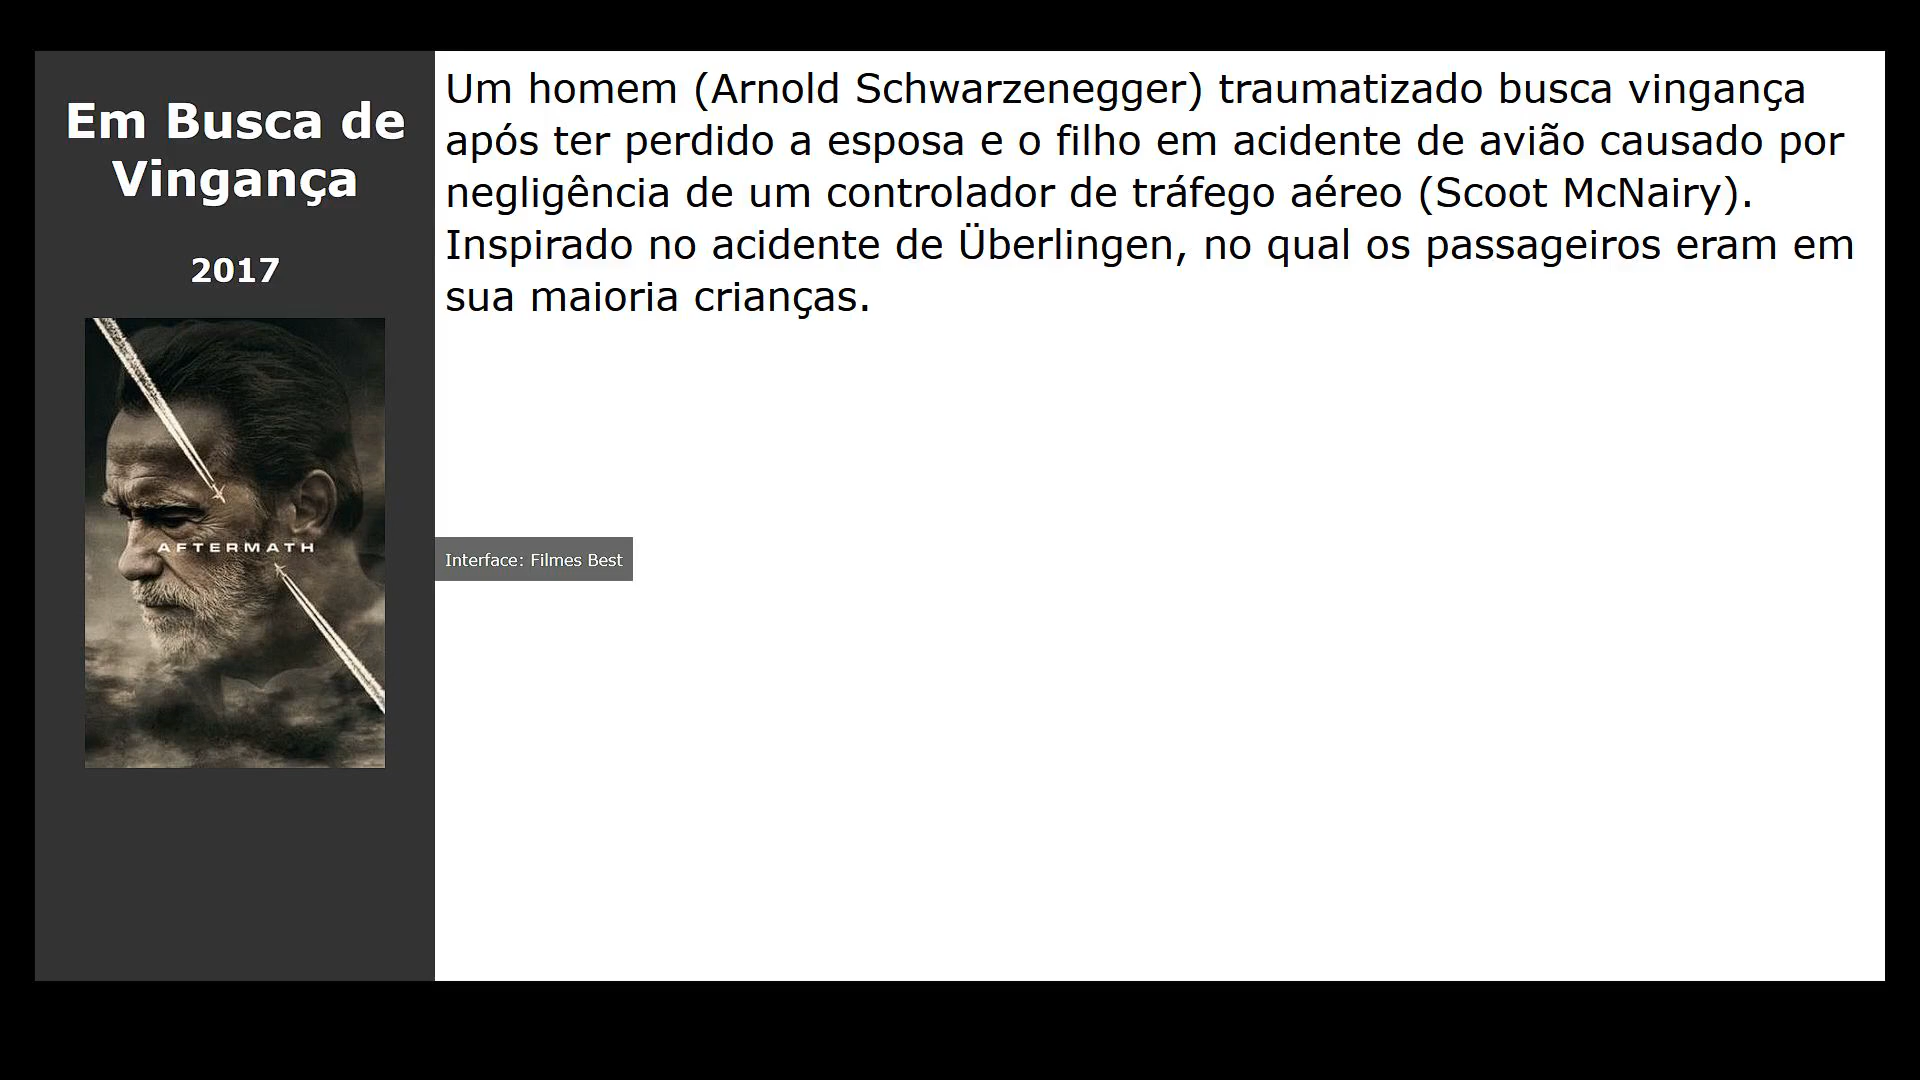 Em Busca de
Vingança
2017
AFTERMATH
Um homem (Arnold Schwarzenegger) traumatizado busca vingança
após ter perdido a esposa e o filho em acidente de avião causado por
negligência de um controlador de tráfego aéreo (Scoot McNairy).
Inspirado no acidente de Überlingen, no qual os passageiros eram em
sua maioria crianças.
Interface: Filmes Best